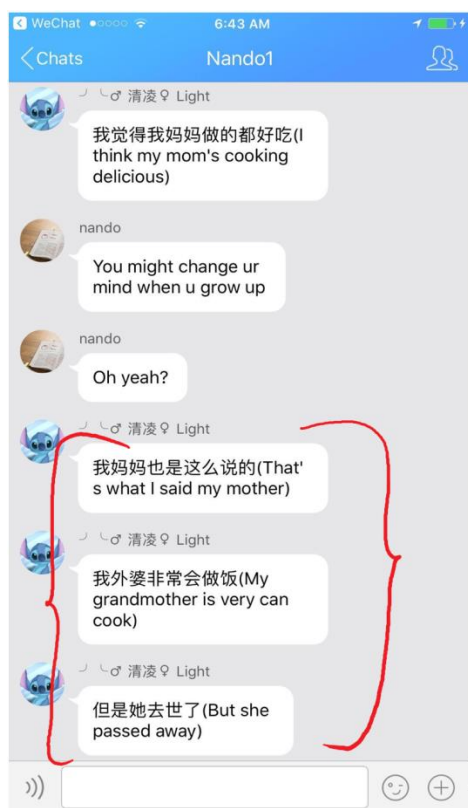 WeChat 6:43 AM
Chats Nando1
╯ ╰♂ 清凌♀ Light
我觉得我妈妈做的都好吃(I
think my mom's cooking
delicious)
nando
You might change ur
mind when u grow up
nando
Oh yeah?
╯ ╰♂ 清凌♀ Light
我妈妈也是这么说的(That'
s what I said my mother)
╯ ╰♂ 清凌♀ Light
我外婆非常会做饭(My
grandmother is very can
cook)
╯ ╰♂ 清凌♀ Light
但是她去世了(But she
passed away)